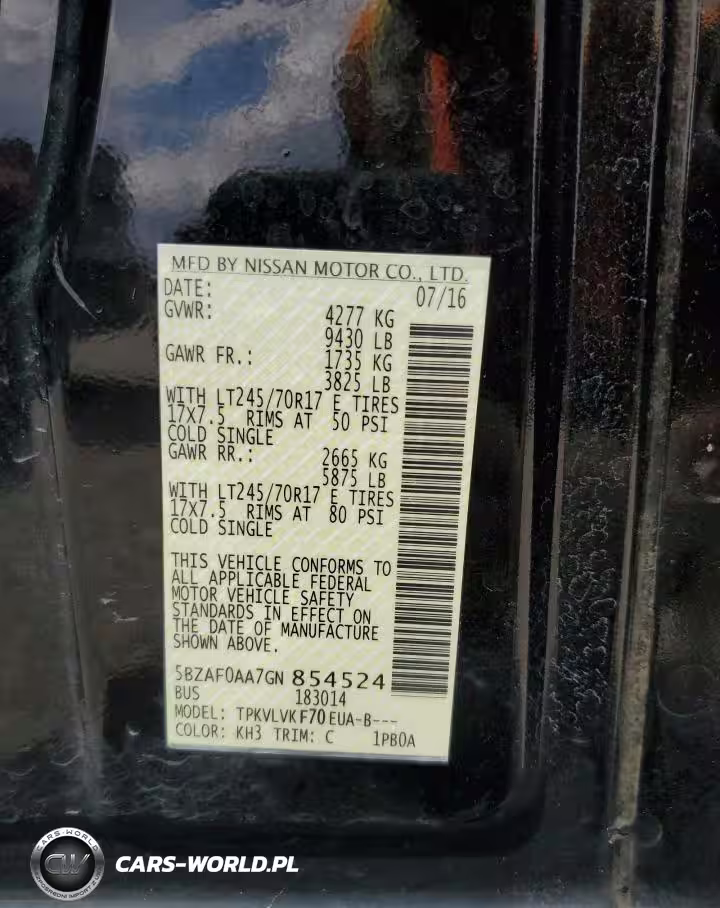 MFD BY NISSAN MOTOR CO., LTD.
DATE: 07/16
GVWR: 4277 KG
9430 LB
GAWR FR.: 1735 KG
3825 LB
WITH LT245/70R17 E TIRES
17X7.5 RIMS AT 50 PSI
COLD SINGLE
GAWR RR.: 2665 KG
5875 LB
WITH LT245/70R17 E TIRES
17X7.5 RIMS AT 80 PSI
COLD SINGLE
THIS VEHICLE CONFORMS TO
ALL APPLICABLE FEDERAL
MOTOR VEHICLE SAFETY
STANDARDS IN EFFECT ON
THE DATE OF MANUFACTURE
SHOWN ABOVE.
5BZAF0AA7GN 854524
BUS 183014
MODEL: TPKVLVKF70EUA-B---
COLOR: KH3 TRIM: C 1PB0A
CARS-WORLD
CW
CARS-WORLD.PL